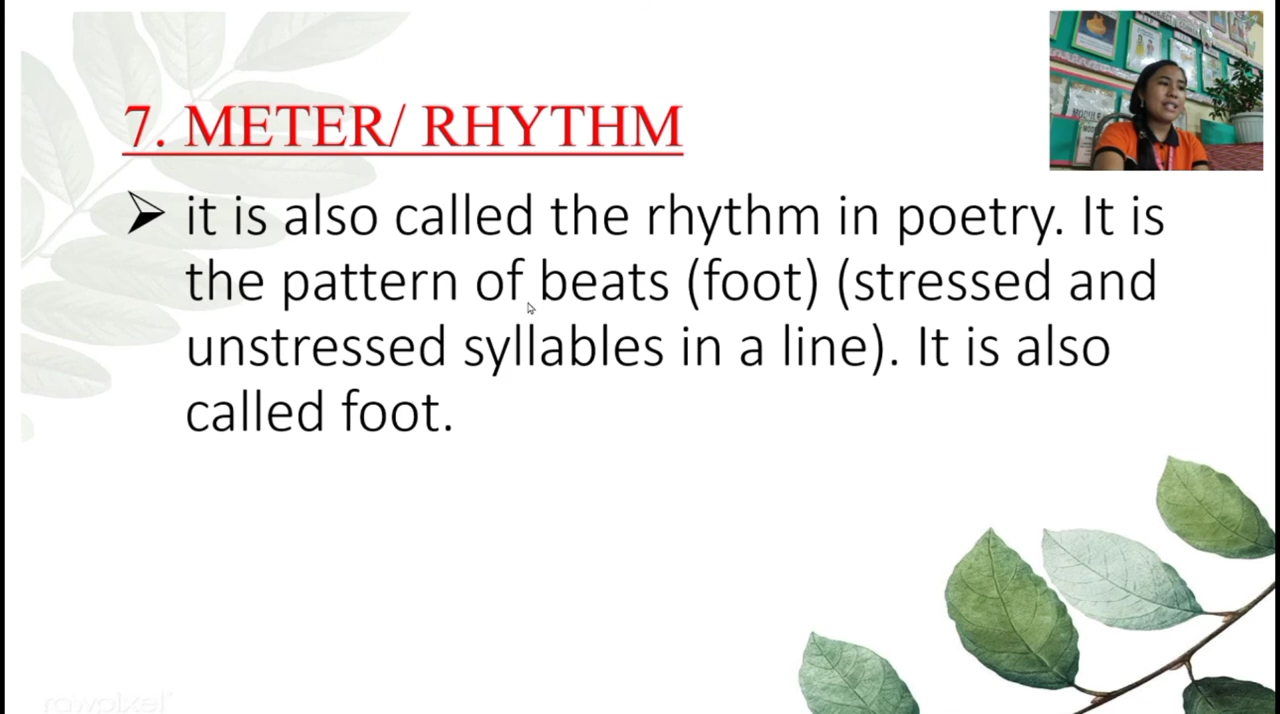 7. METER/ RHYTHM
➢ it is also called the rhythm in poetry. It is
the pattern of beats (foot) (stressed and
unstressed syllables in a line). It is also
called foot.
rawpixel